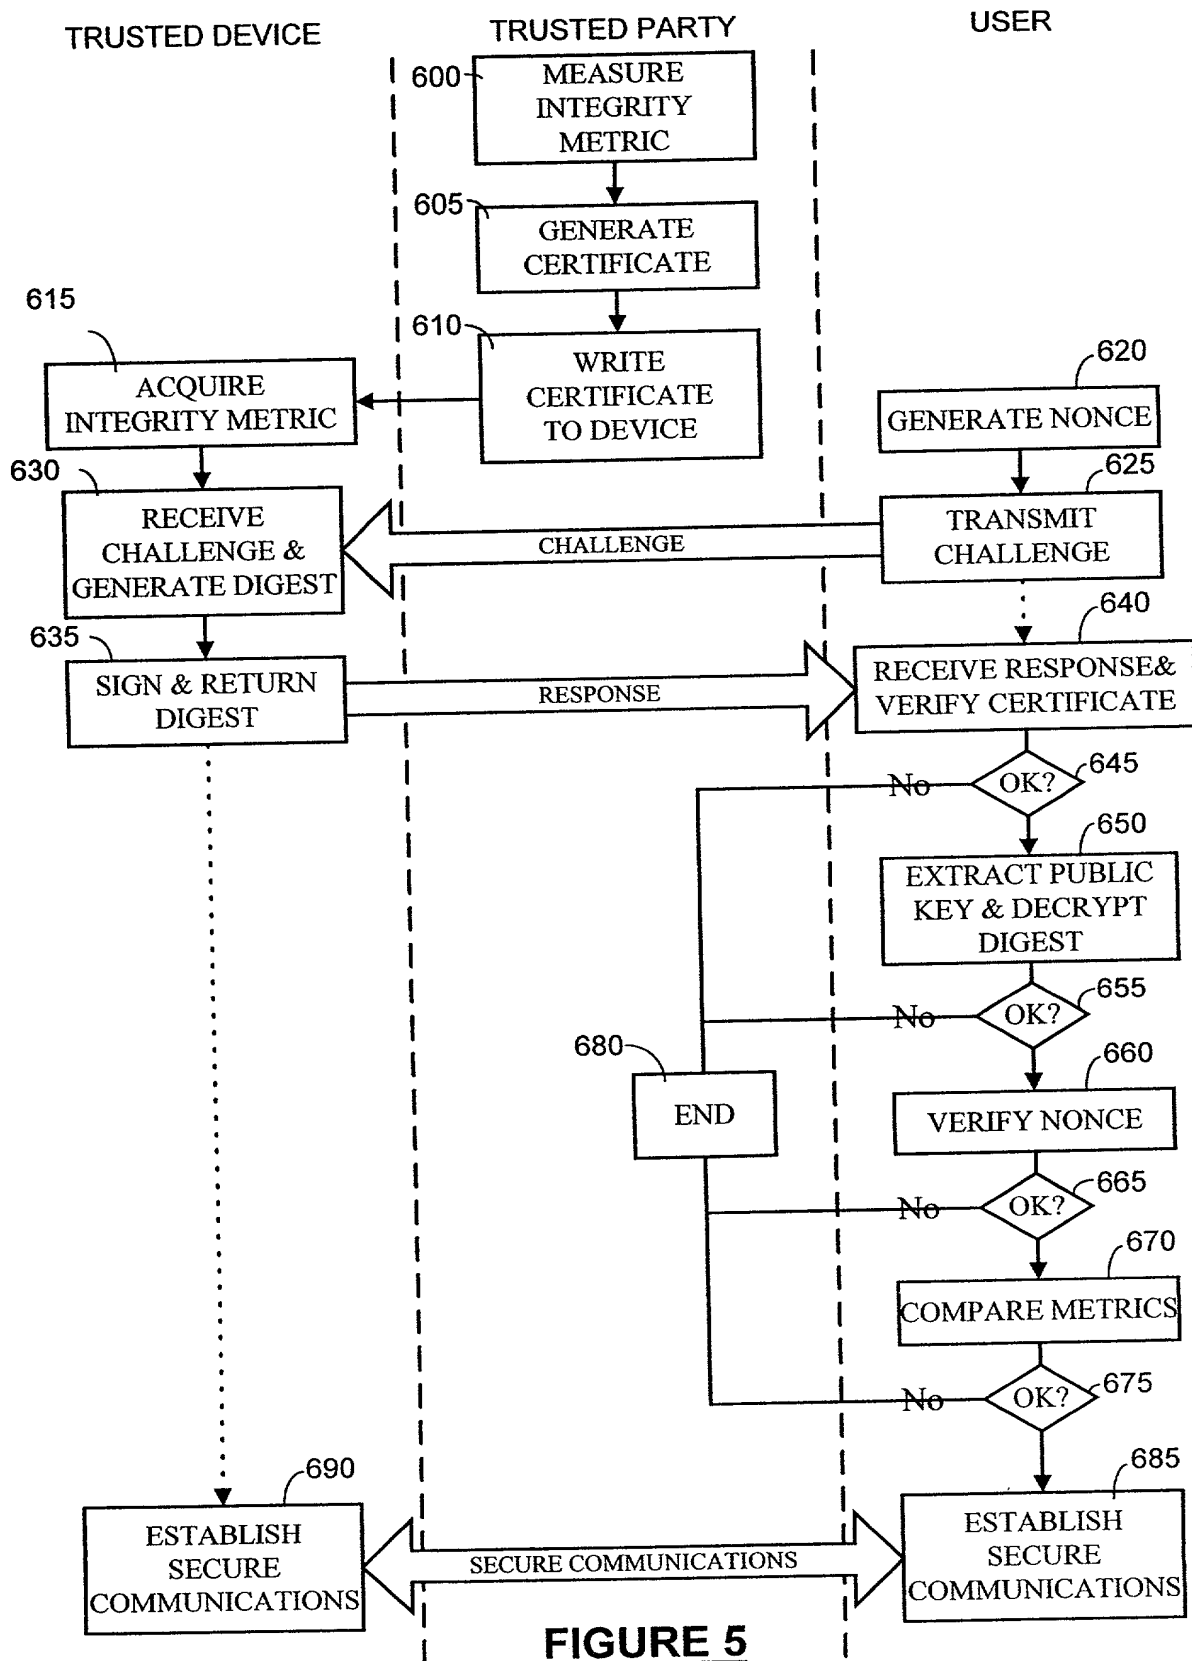 TRUSTED DEVICE
TRUSTED PARTY
USER
600
MEASURE
INTEGRITY
METRIC
605
GENERATE
CERTIFICATE
615
610
WRITE
CERTIFICATE
TO DEVICE
ACQUIRE
INTEGRITY METRIC
620
GENERATE NONCE
630
RECEIVE
CHALLENGE &
GENERATE DIGEST
625
TRANSMIT
CHALLENGE
CHALLENGE
635
SIGN & RETURN
DIGEST
RESPONSE
640
RECEIVE RESPONSE&
VERIFY CERTIFICATE
No
OK?
645
650
EXTRACT PUBLIC
KEY & DECRYPT
DIGEST
No
OK?
655
680
END
660
VERIFY NONCE
No
OK?
665
670
COMPARE METRICS
No
OK?
675
690
ESTABLISH
SECURE
COMMUNICATIONS
SECURE COMMUNICATIONS
685
ESTABLISH
SECURE
COMMUNICATIONS
FIGURE 5